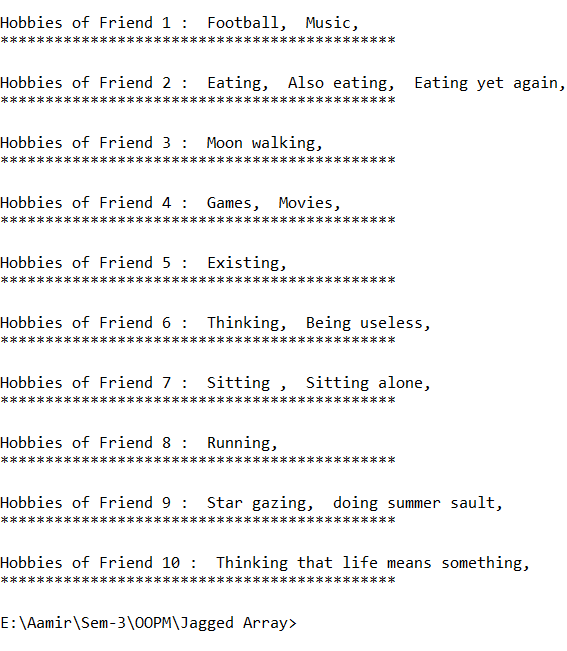 Hobbies of Friend 1 :  Football,  Music,
********************************************
Hobbies of Friend 2 :  Eating,  Also eating,  Eating yet again,
********************************************
Hobbies of Friend 3 :  Moon walking,
********************************************
Hobbies of Friend 4 :  Games,  Movies,
********************************************
Hobbies of Friend 5 :  Existing,
********************************************
Hobbies of Friend 6 :  Thinking,  Being useless,
********************************************
Hobbies of Friend 7 :  Sitting ,  Sitting alone,
********************************************
Hobbies of Friend 8 :  Running,
********************************************
Hobbies of Friend 9 :  Star gazing,  doing summer sault,
********************************************
Hobbies of Friend 10 :  Thinking that life means something,
********************************************
E:\Aamir\Sem-3\OOPM\Jagged Array>